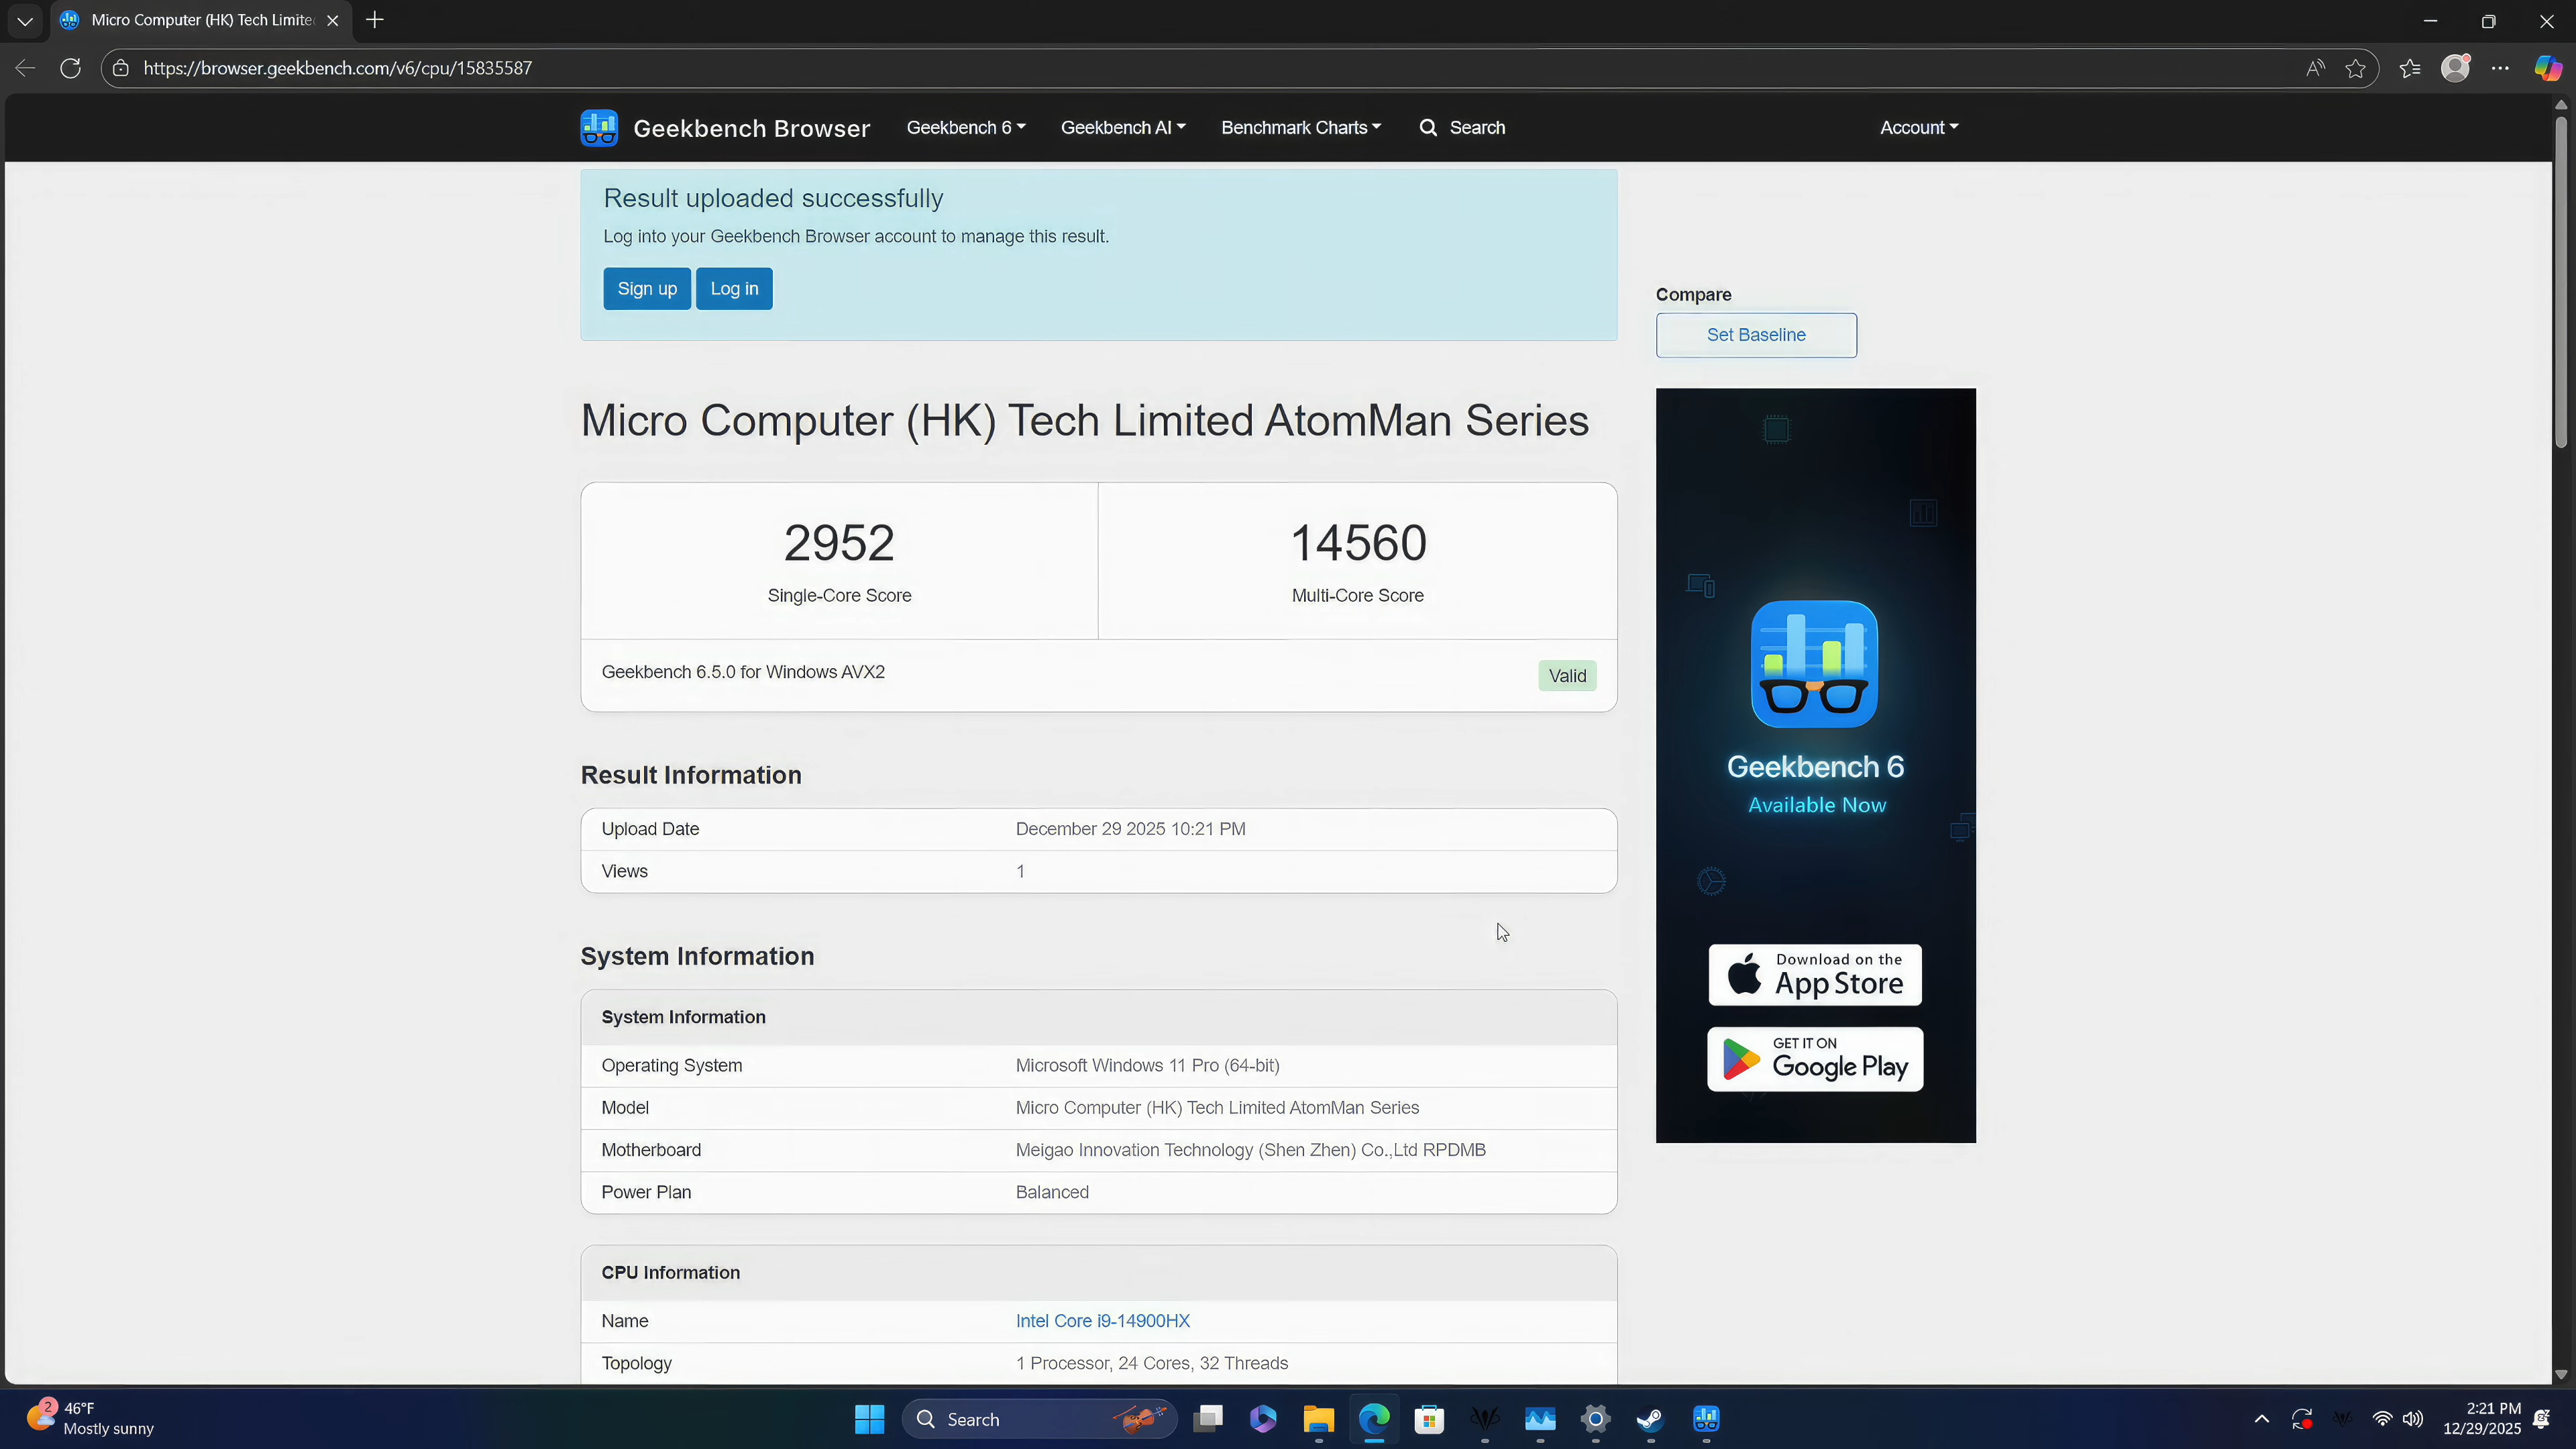 Micro Computer (HK) Tech Limite
https://browser.geekbench.com/v6/cpu/15835587
Geekbench Browser
Geekbench 6
Geekbench AI
Benchmark Charts
Search
Account
Result uploaded successfully
Log into your Geekbench Browser account to manage this result.
Sign up
Log in
Compare
Set Baseline
Micro Computer (HK) Tech Limited AtomMan Series
2952
Single-Core Score
14560
Multi-Core Score
Geekbench 6.5.0 for Windows AVX2
Valid
Result Information
Upload Date
December 29 2025 10:21 PM
Views
1
System Information
System Information
Operating System
Microsoft Windows 11 Pro (64-bit)
Model
Micro Computer (HK) Tech Limited AtomMan Series
Motherboard
Meigao Innovation Technology (Shen Zhen) Co.,Ltd RPDMB
Power Plan
Balanced
CPU Information
Name
Intel Core i9-14900HX
Topology
1 Processor, 24 Cores, 32 Threads
Geekbench 6
Available Now
Download on the
App Store
GET IT ON
Google Play
2
46°F
Mostly sunny
Search
2:21 PM
12/29/2025